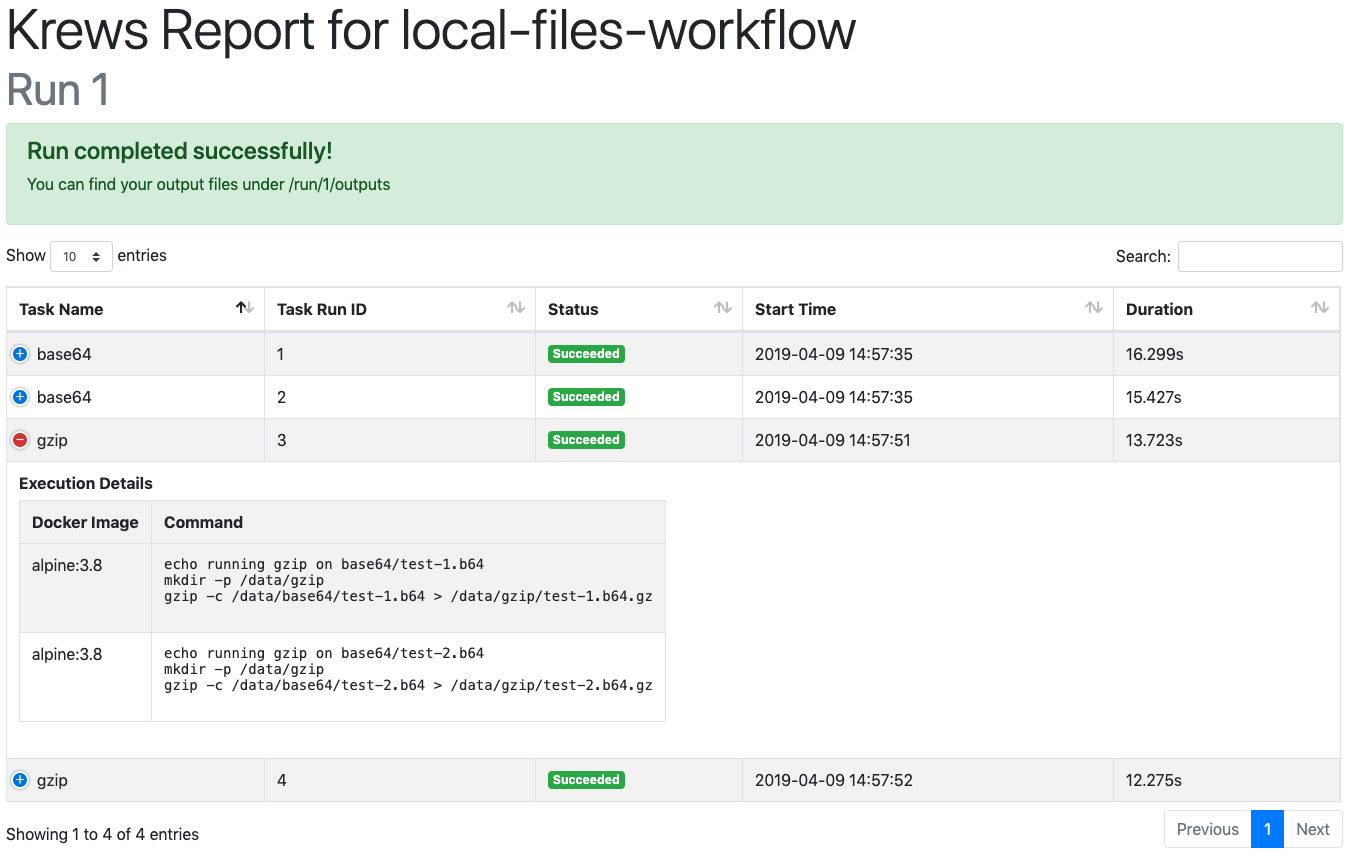 Krews Report for local-files-workflow
Run 1
Run completed successfully!
You can find your output files under /run/1/outputs
Show 10 entries Search:
Task Name Task Run ID Status Start Time Duration
base64 1 Succeeded 2019-04-09 14:57:35 16.299s
base64 2 Succeeded 2019-04-09 14:57:35 15.427s
gzip 3 Succeeded 2019-04-09 14:57:51 13.723s
Execution Details
Docker Image Command
alpine:3.8 echo running gzip on base64/test-1.b64
mkdir -p /data/gzip
gzip -c /data/base64/test-1.b64 > /data/gzip/test-1.b64.gz
alpine:3.8 echo running gzip on base64/test-2.b64
mkdir -p /data/gzip
gzip -c /data/base64/test-2.b64 > /data/gzip/test-2.b64.gz
gzip 4 Succeeded 2019-04-09 14:57:52 12.275s
Showing 1 to 4 of 4 entries Previous 1 Next